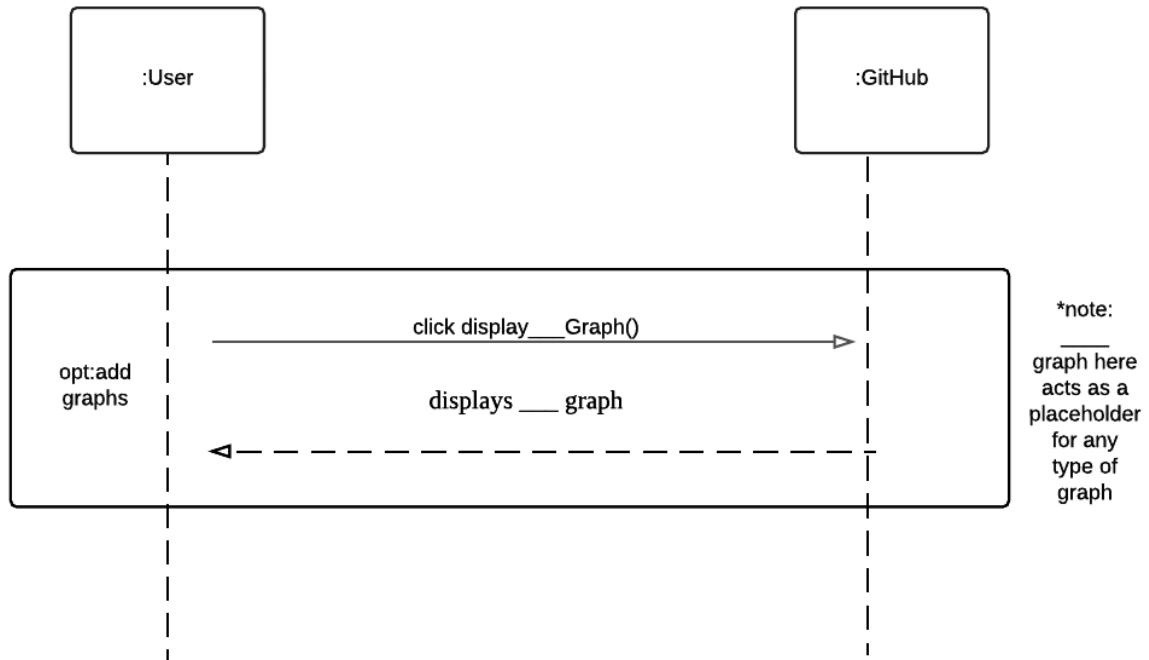 :User
:GitHub
click display___Graph()
opt:add
graphs
displays ___ graph
*note:
____
graph here
acts as a
placeholder
for any
type of
graph